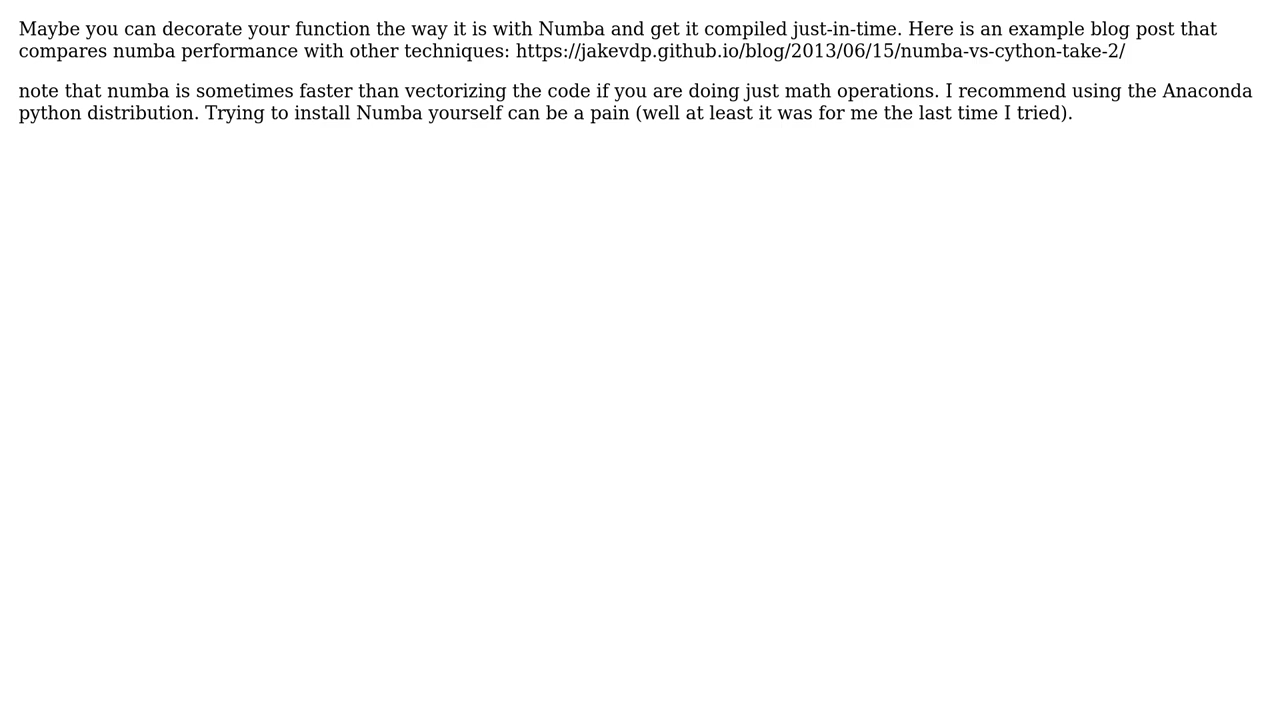 Maybe you can decorate your function the way it is with Numba and get it compiled just-in-time. Here is an example blog post that
compares numba performance with other techniques: https://jakevdp.github.io/blog/2013/06/15/numba-vs-cython-take-2/
note that numba is sometimes faster than vectorizing the code if you are doing just math operations. I recommend using the Anaconda
python distribution. Trying to install Numba yourself can be a pain (well at least it was for me the last time I tried).